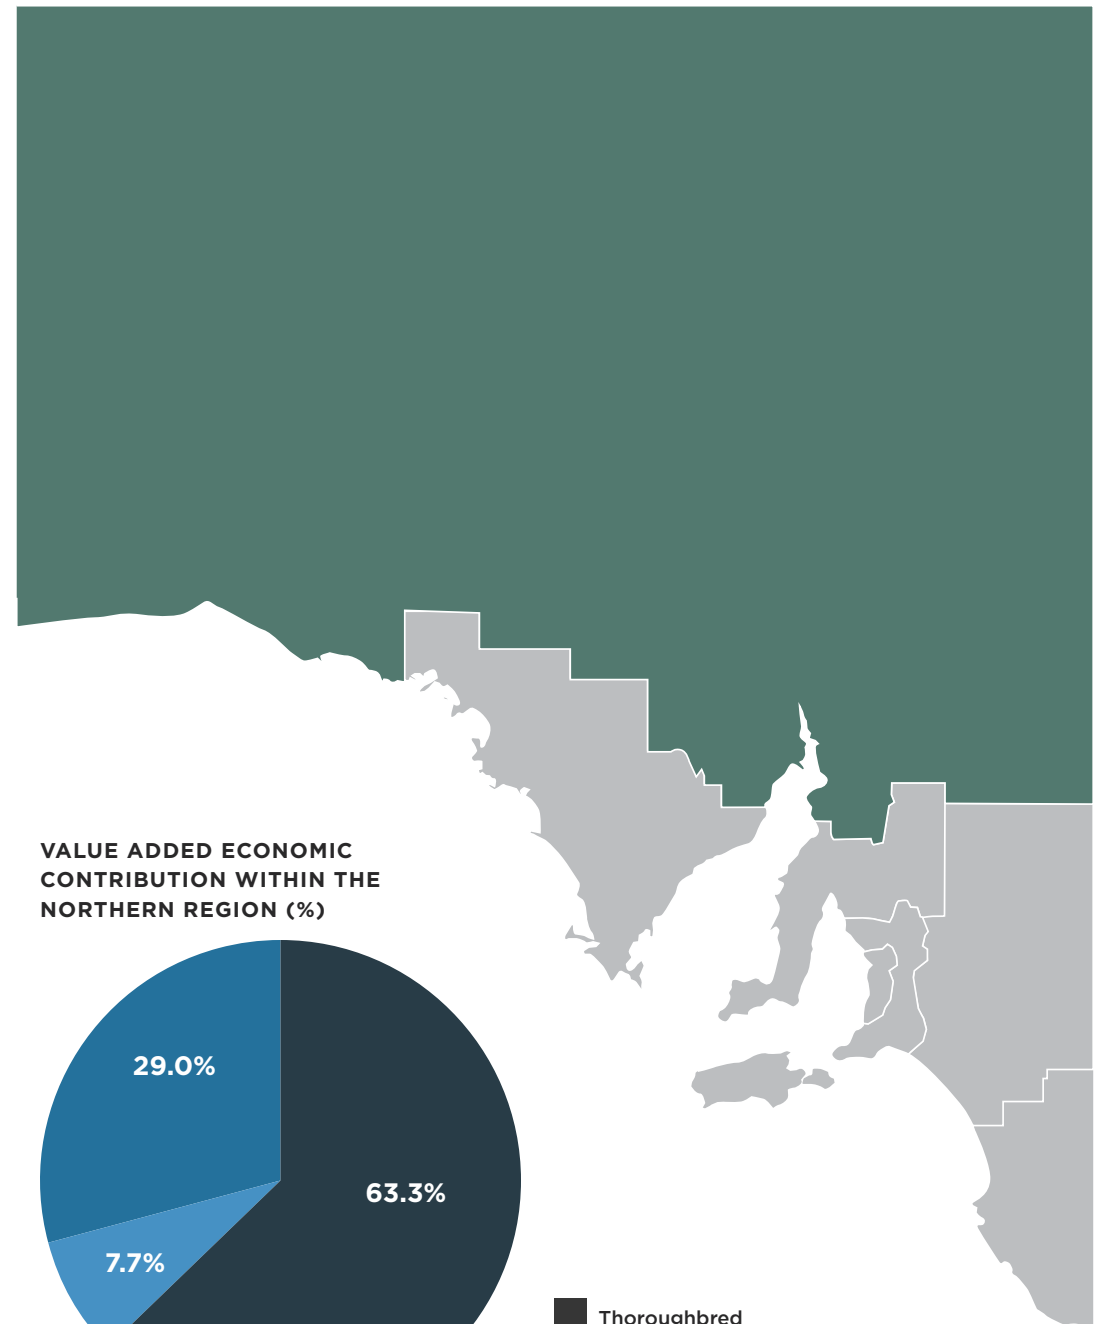 VALUE ADDED ECONOMIC
CONTRIBUTION WITHIN THE
NORTHERN REGION (%)
29.0%
63.3%
7.7%
Thoroughbred